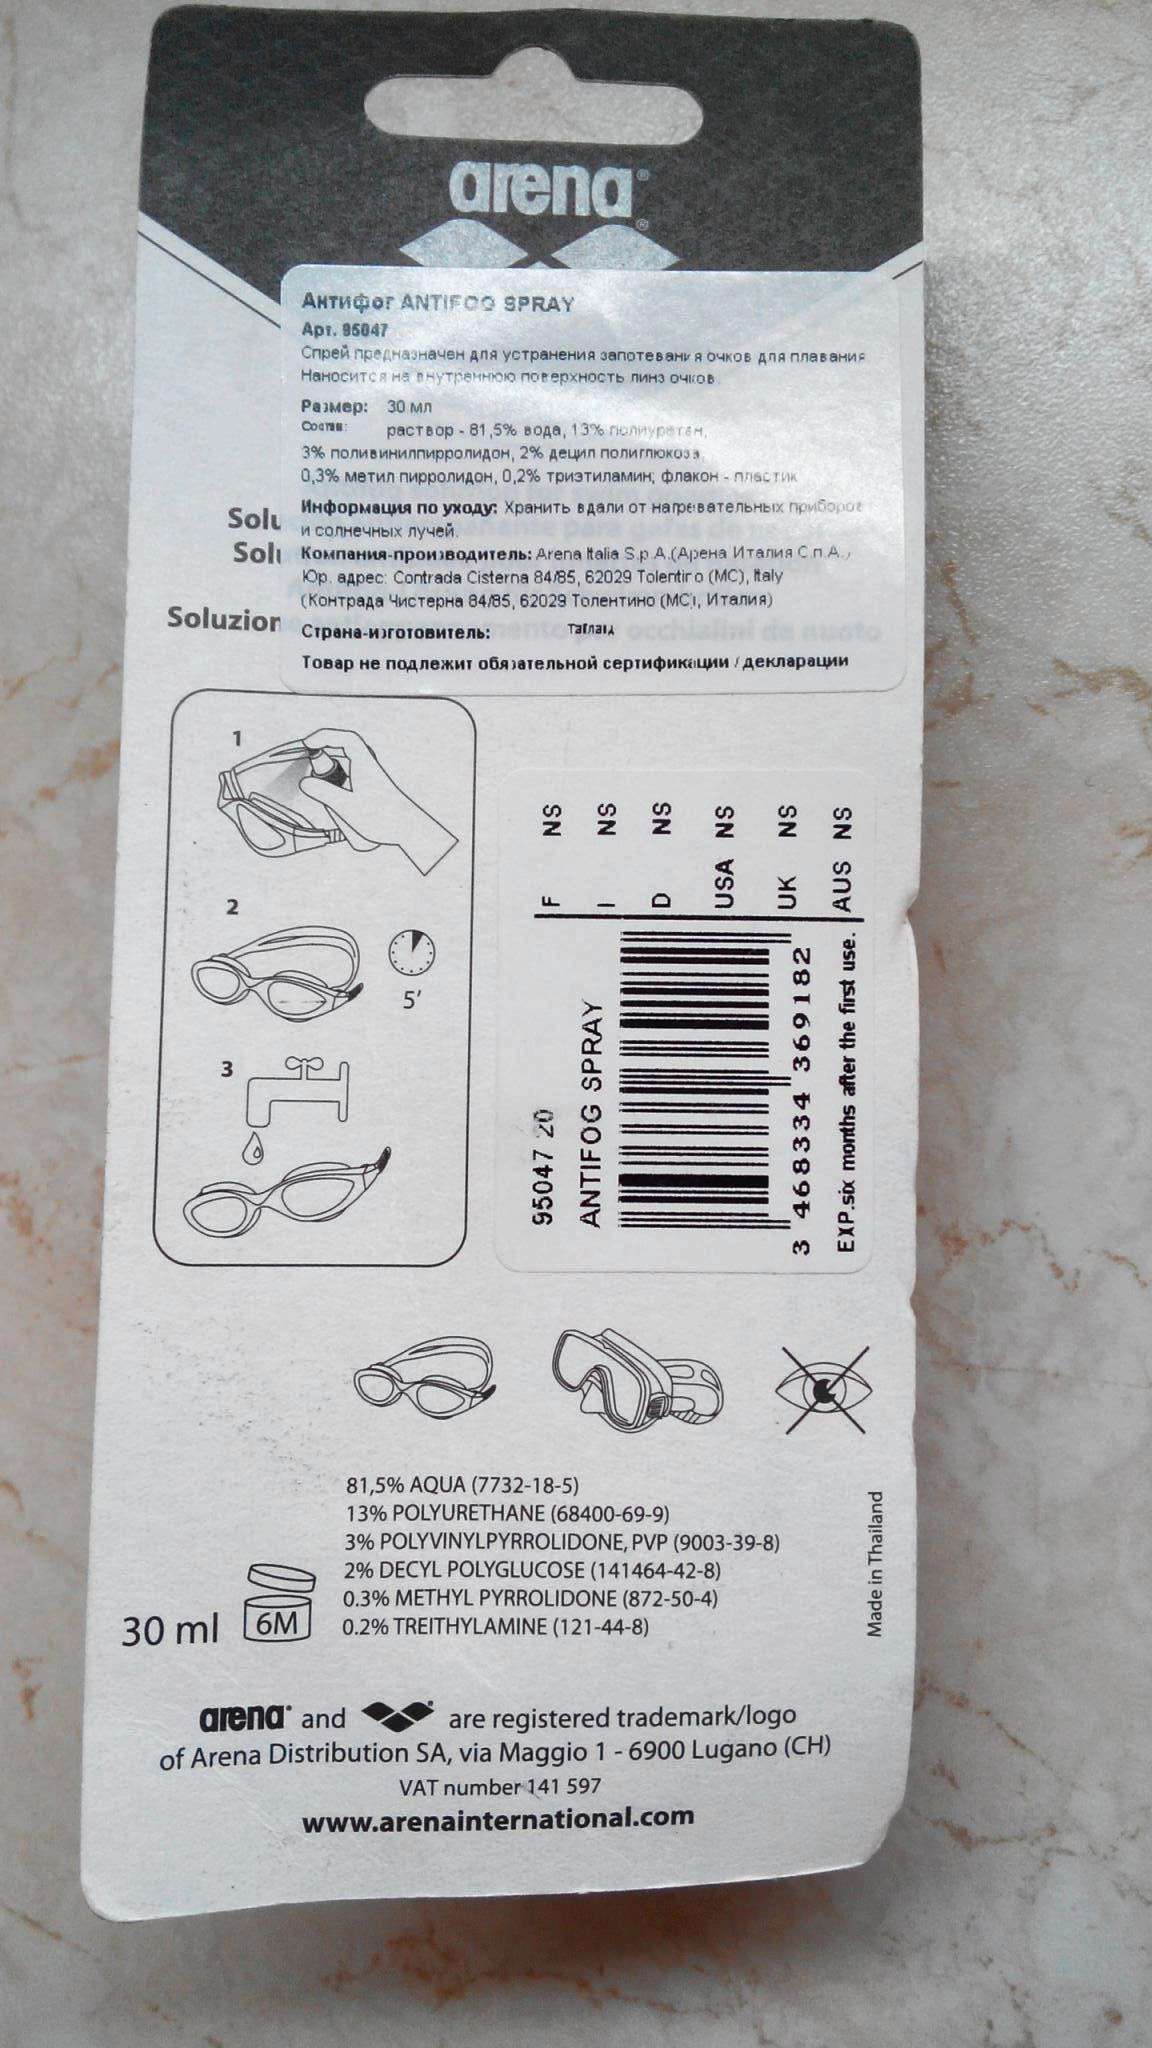 arena®
Антифог ANTIFOG SPRAY
Арт. 95047
Спрей предназначен для устранения запотевания очков для плавания
Наносится на внутреннюю поверхность линз очков.
Размер: 30 мл
Состав: раствор - 81,5% вода, 13% полиуретан,
3% поливинилпирролидон, 2% децил полиглюкоза,
0,3% метил пирролидон, 0,2% триэтиламин; флакон - пластик
Информация по уходу: Хранить вдали от нагревательных приборов
и солнечных лучей.
Компания-производитель: Arena Italia S.p.A.(Арена Италия С.п.А.)
Юр. адрес: Contrada Cisterna 84/85, 62029 Tolentino (MC), Italy
(Контрада Чистерна 84/85, 62029 Толентино (МС), Италия)
Страна-изготовитель: Таиланд
Товар не подлежит обязательной сертификации / декларации
Solu
Solu
Soluzion
1
2
5'
3
F NS
I NS
D NS
USA NS
UK NS
AUS NS
95047 20
ANTIFOG SPRAY
3 468334 369182
EXP.six months after the first use.
81,5% AQUA (7732-18-5)
13% POLYURETHANE (68400-69-9)
3% POLYVINYLPYRROLIDONE, PVP (9003-39-8)
2% DECYL POLYGLUCOSE (141464-42-8)
0.3% METHYL PYRROLIDONE (872-50-4)
0.2% TREITHYLAMINE (121-44-8)
30 ml
6M
Made in Thailand
arena® and ® are registered trademark/logo
of Arena Distribution SA, via Maggio 1 - 6900 Lugano (CH)
VAT number 141 597
www.arenainternational.com